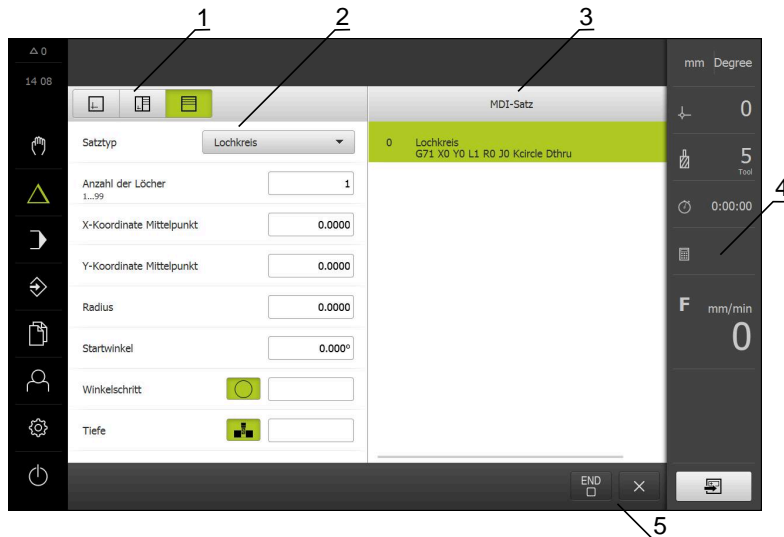 1
2
3
△ 0
14 08
mm Degree
MDI-Satz
0
Satztyp
Lochkreis
0 Lochkreis
G71 X0 Y0 L1 R0 J0 Kcircle Dthru
5
Tool
Anzahl der Löcher
1...99
1
4
X-Koordinate Mittelpunkt
0.0000
0:00:00
Y-Koordinate Mittelpunkt
0.0000
Radius
0.0000
F mm/min
0
Startwinkel
0.000°
Winkelschritt
Tiefe
END
5